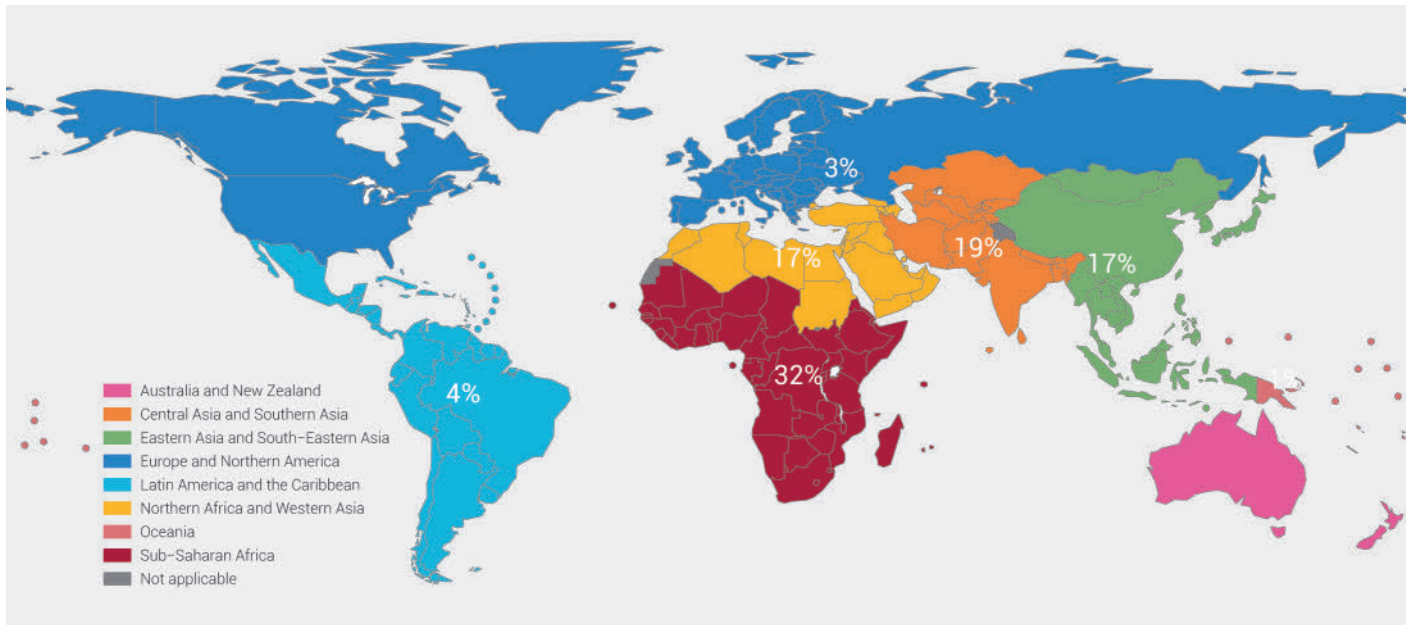 3%
19%
17%
17%
32%
4%
1%
Australia and New Zealand
Central Asia and Southern Asia
Eastern Asia and South-Eastern Asia
Europe and Northern America
Latin America and the Caribbean
Northern Africa and Western Asia
Oceania
Sub-Saharan Africa
Not applicable